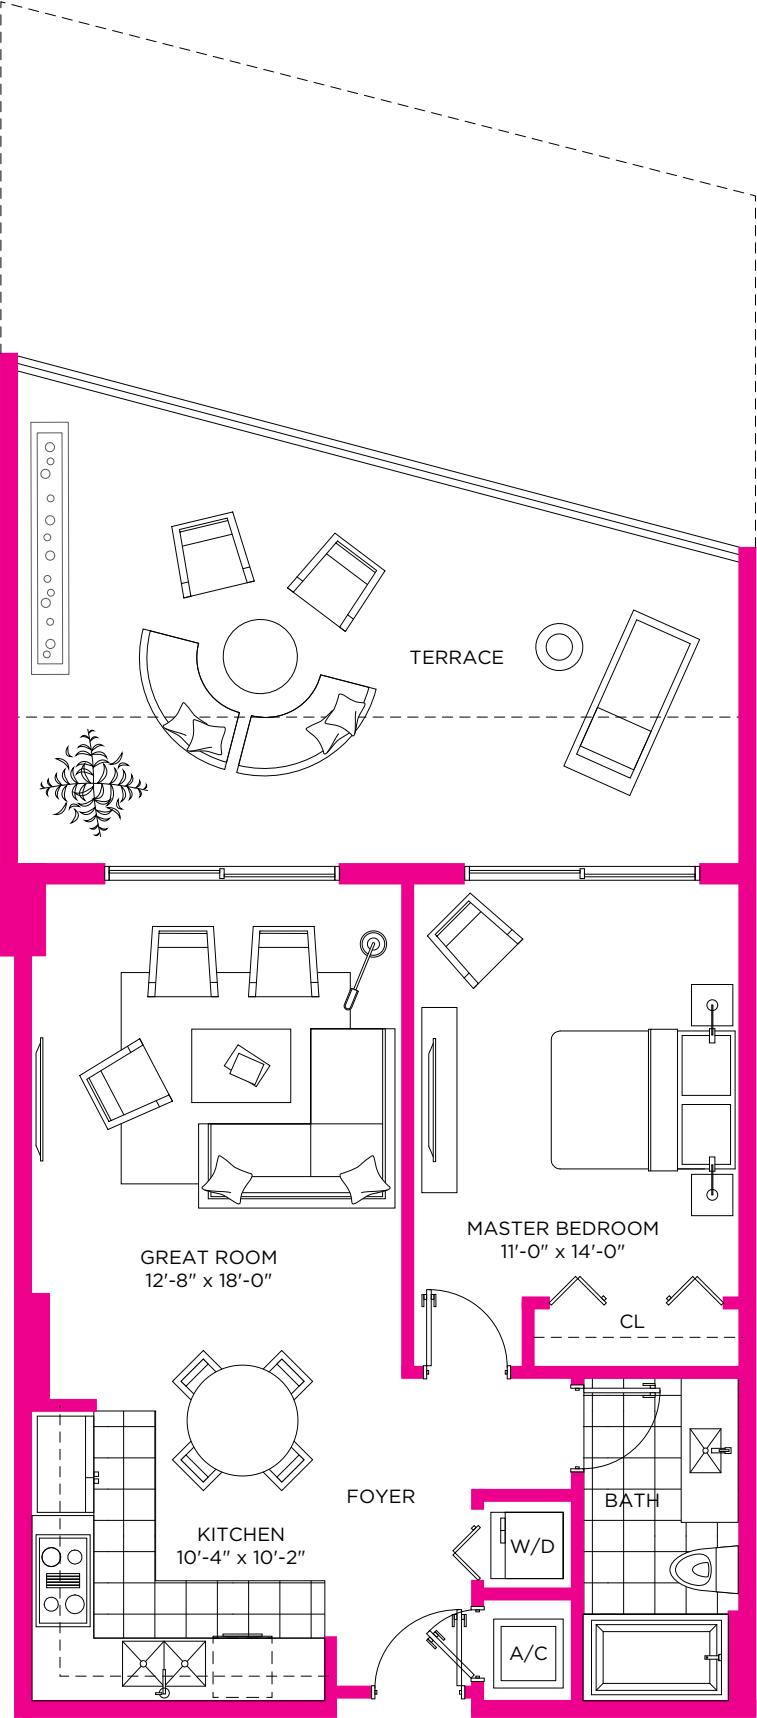 TERRACE
MASTER BEDROOM
11'-0" x 14'-0"
GREAT ROOM
12'-8" x 18'-0"
CL
FOYER
BATH
KITCHEN
10'-4" x 10'-2"
W/D
A/C